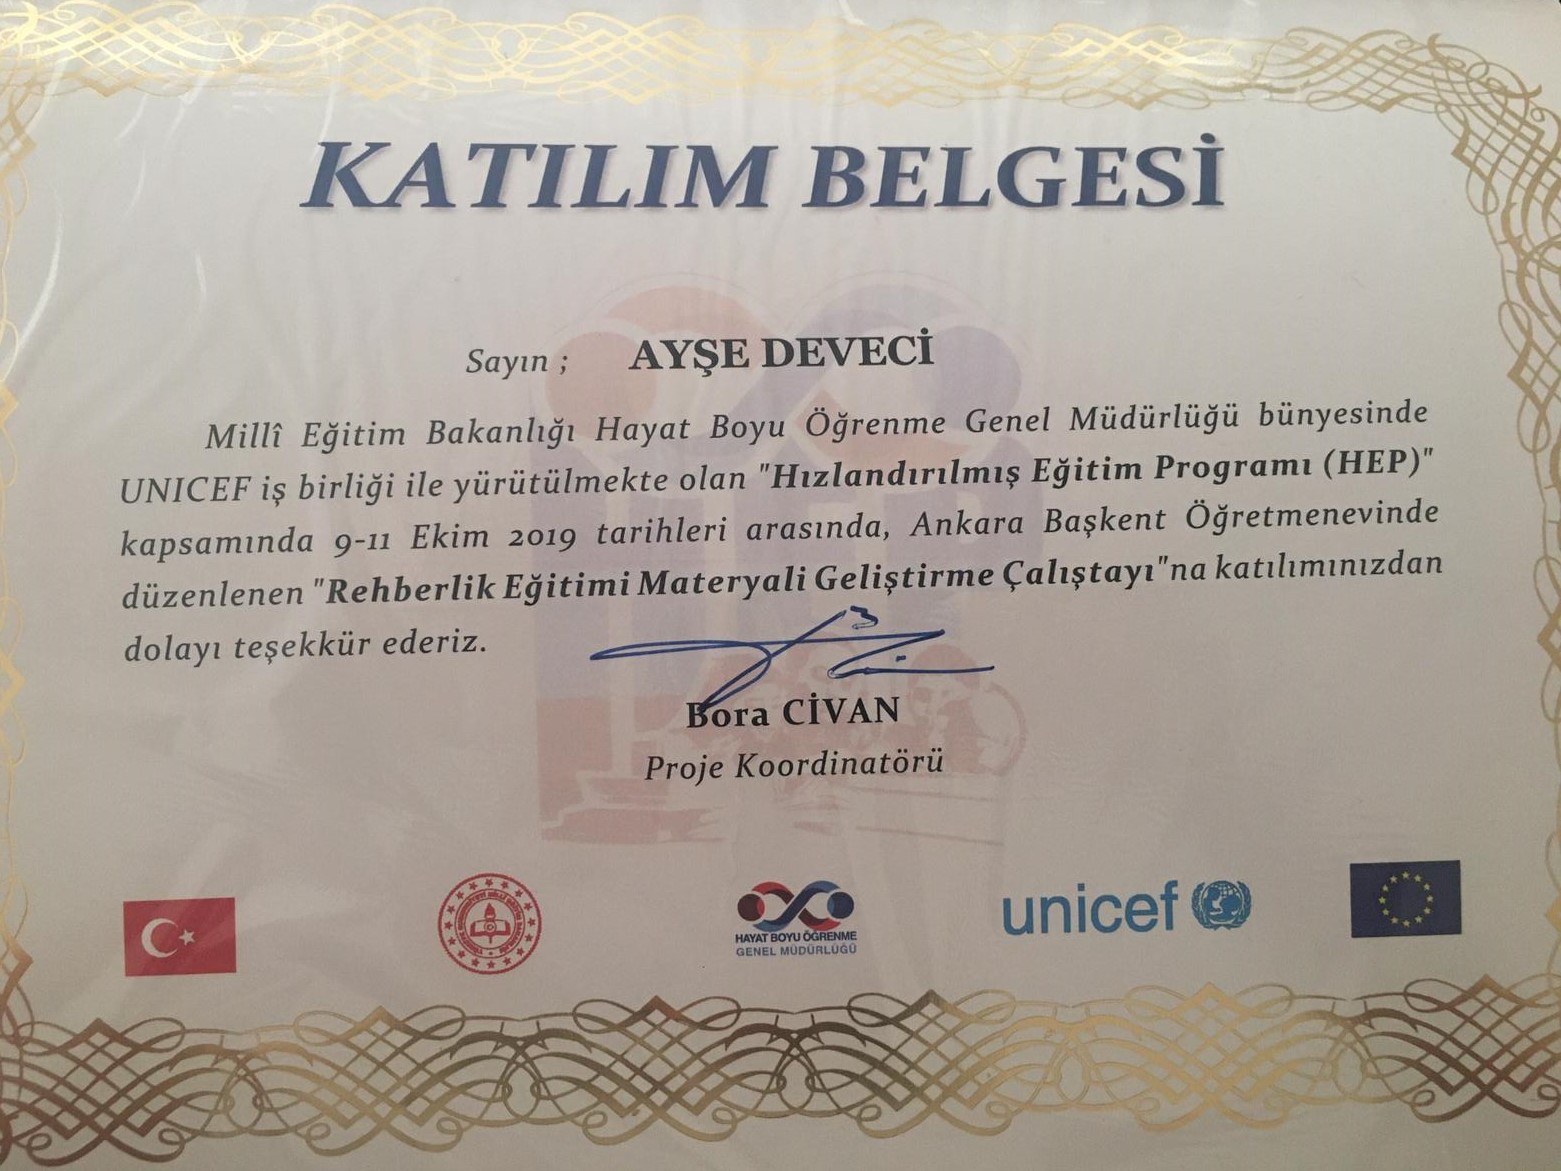 KATILIM BELGESİ
Sayın ; AYŞE DEVECİ
Millî Eğitim Bakanlığı Hayat Boyu Öğrenme Genel Müdürlüğü bünyesinde
UNICEF iş birliği ile yürütülmekte olan "Hızlandırılmış Eğitim Programı (HEP)"
kapsamında 9-11 Ekim 2019 tarihleri arasında, Ankara Başkent Öğretmenevinde
düzenlenen "Rehberlik Eğitimi Materyali Geliştirme Çalıştayı"na katılımınızdan
dolayı teşekkür ederiz.
Bora CİVAN
Proje Koordinatörü
HAYAT BOYU ÖĞRENME
GENEL MÜDÜRLÜĞÜ
unicef